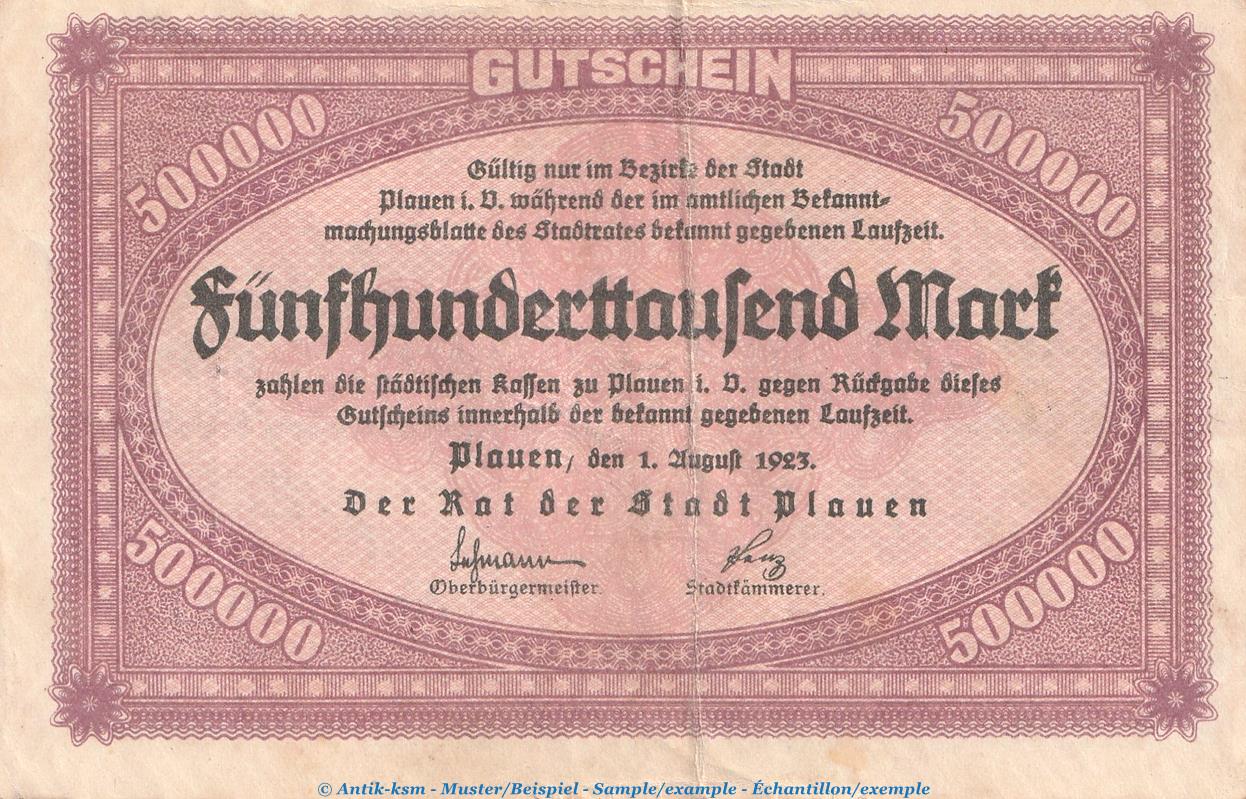 GUTSCHEIN
500000
500000
Gültig nur im Bezirke der Stadt
Plauen i. V. während der im amtlichen Bekannt-
machungsblatte des Stadtrates bekannt gegebenen Laufzeit.
Fünfhunderttausend Mark
zahlen die städtischen Kassen zu Plauen i. V. gegen Rückgabe dieses
Gutscheins innerhalb der bekannt gegebenen Laufzeit.
Plauen, den 1. August 1923.
Der Rat der Stadt Plauen
Lehmann
Oberbürgermeister.
Stadtkämmerer.
500000
500000
© Antik-ksm - Muster/Beispiel - Sample/example - Échantillon/exemple